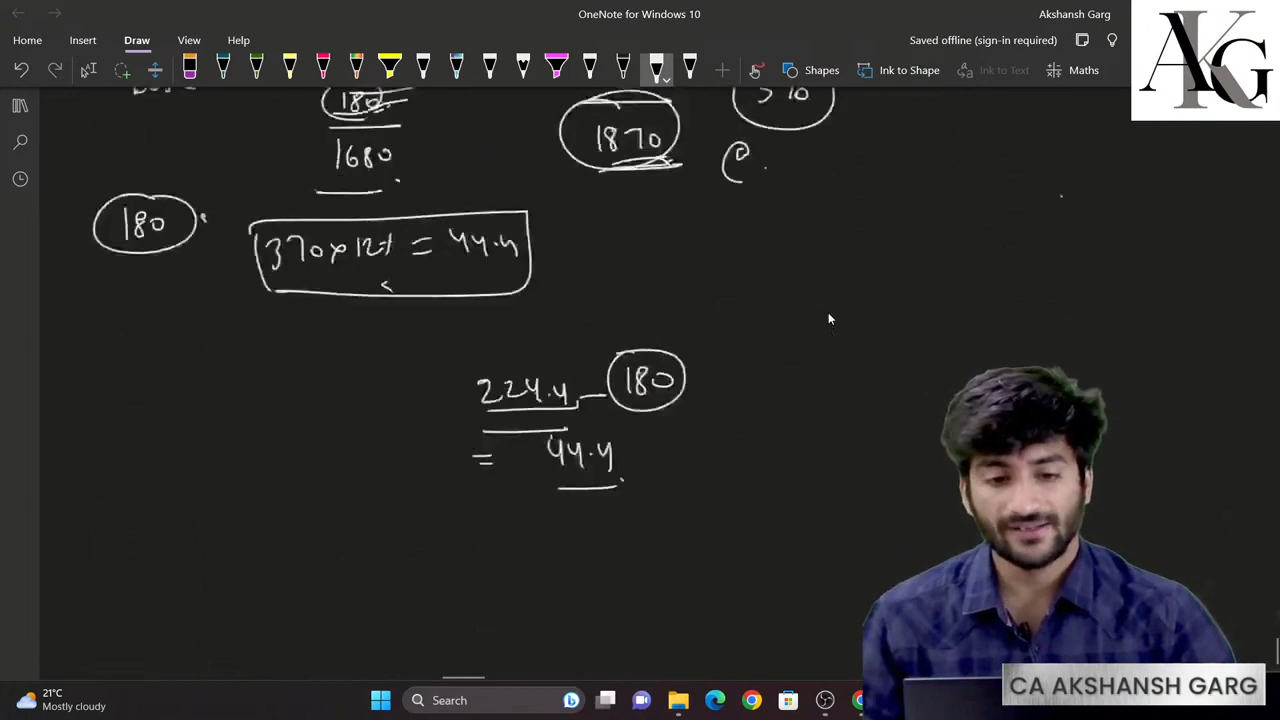 OneNote for Windows 10
Akshansh Garg
Home Insert Draw View Help
Saved offline (sign-in required)
Shapes
Ink to Shape
Ink to Text
Maths
AKG
180
1680
1870
180
370 x 12% = 44.4
224.4 - 180
= 44.4
CA AKSHANSH GARG
21°C
Mostly cloudy
Search